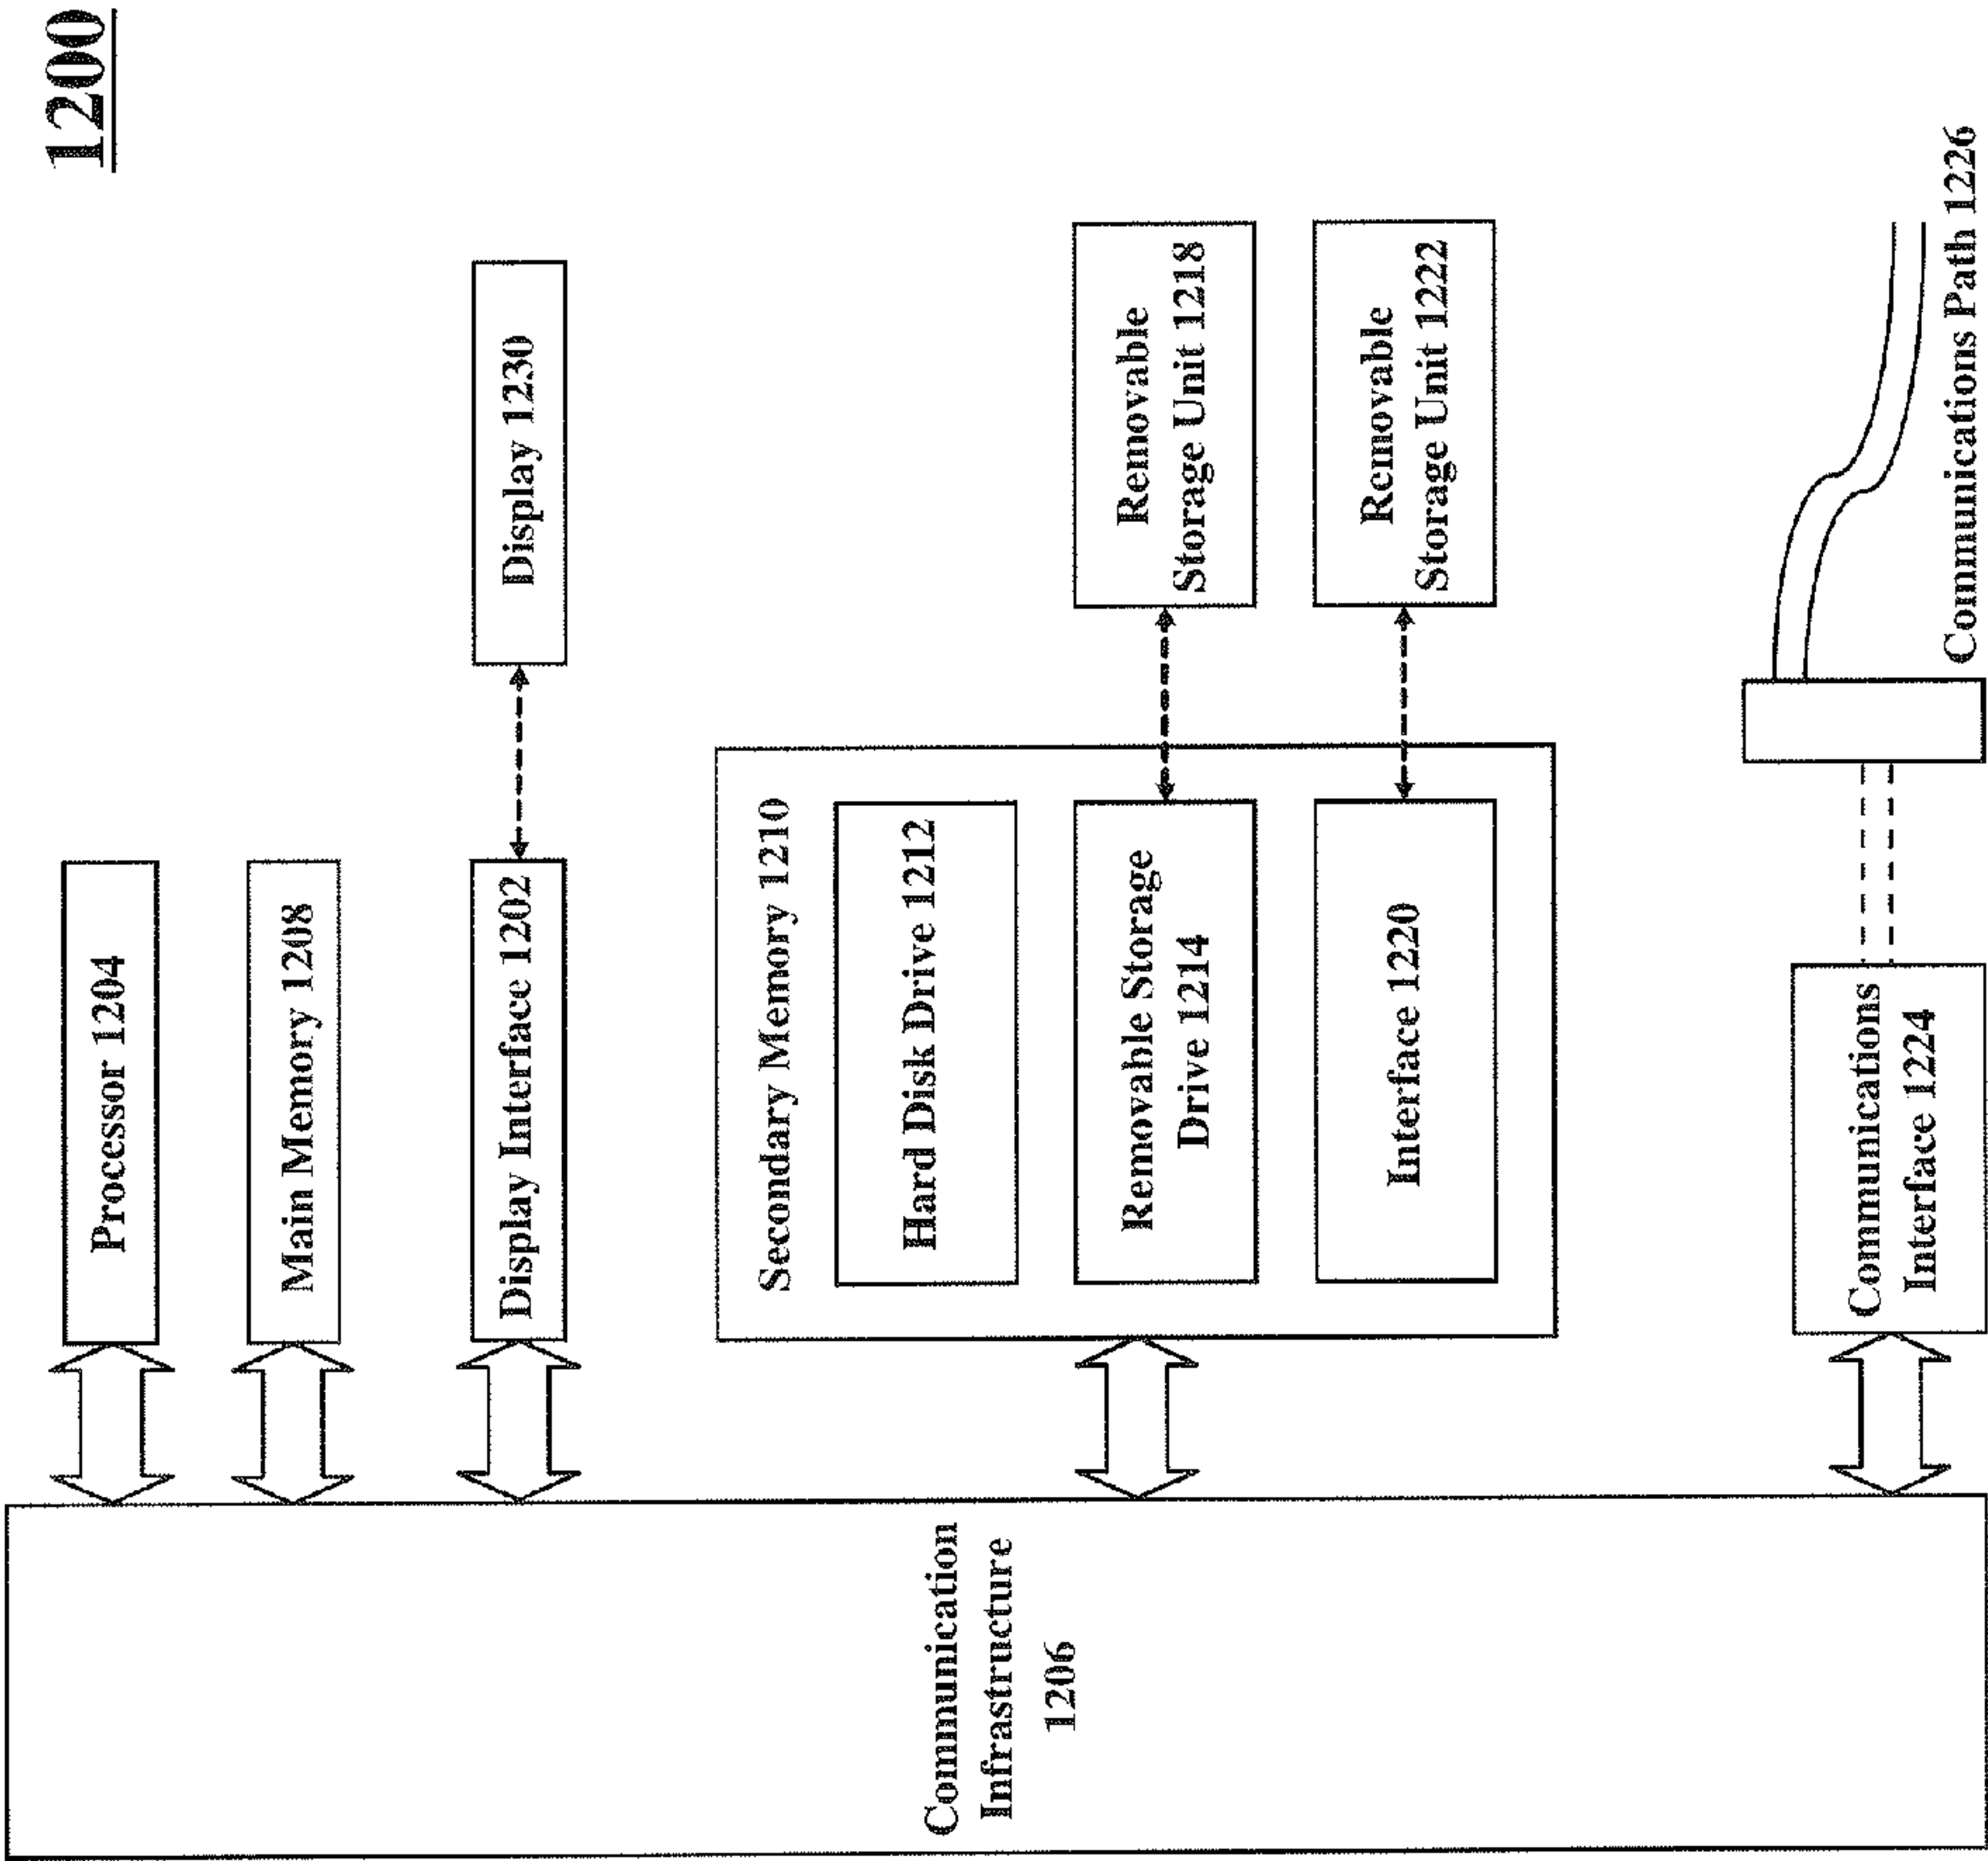 1200
Processor 1204
Main Memory 1208
Display Interface 1202
Display 1230
Secondary Memory 1210
Hard Disk Drive 1212
Removable Storage
Drive 1214
Removable
Storage Unit 1218
Interface 1220
Removable
Storage Unit 1222
Communication
Infrastructure
1206
Communications
Interface 1224
Communications Path 1226